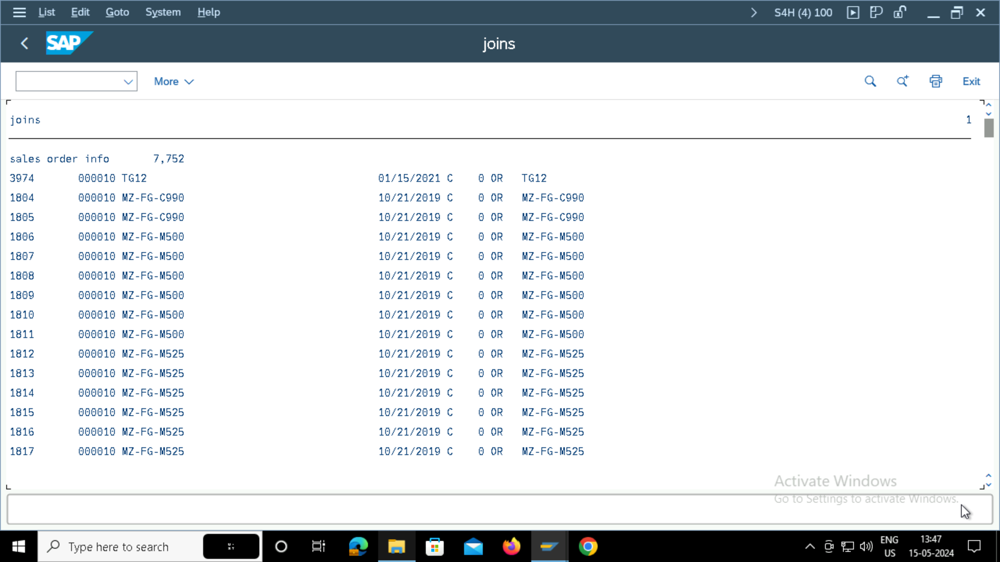 List Edit Goto System Help S4H (4) 100
SAP joins
More Exit
joins 1
sales order info 7,752
3974 000010 TG12 01/15/2021 C 0 OR TG12
1804 000010 MZ-FG-C990 10/21/2019 C 0 OR MZ-FG-C990
1805 000010 MZ-FG-C990 10/21/2019 C 0 OR MZ-FG-C990
1806 000010 MZ-FG-M500 10/21/2019 C 0 OR MZ-FG-M500
1807 000010 MZ-FG-M500 10/21/2019 C 0 OR MZ-FG-M500
1808 000010 MZ-FG-M500 10/21/2019 C 0 OR MZ-FG-M500
1809 000010 MZ-FG-M500 10/21/2019 C 0 OR MZ-FG-M500
1810 000010 MZ-FG-M500 10/21/2019 C 0 OR MZ-FG-M500
1811 000010 MZ-FG-M500 10/21/2019 C 0 OR MZ-FG-M500
1812 000010 MZ-FG-M525 10/21/2019 C 0 OR MZ-FG-M525
1813 000010 MZ-FG-M525 10/21/2019 C 0 OR MZ-FG-M525
1814 000010 MZ-FG-M525 10/21/2019 C 0 OR MZ-FG-M525
1815 000010 MZ-FG-M525 10/21/2019 C 0 OR MZ-FG-M525
1816 000010 MZ-FG-M525 10/21/2019 C 0 OR MZ-FG-M525
1817 000010 MZ-FG-M525 10/21/2019 C 0 OR MZ-FG-M525
Activate Windows
Go to Settings to activate Windows.
Type here to search
ENG 13:47
US 15-05-2024